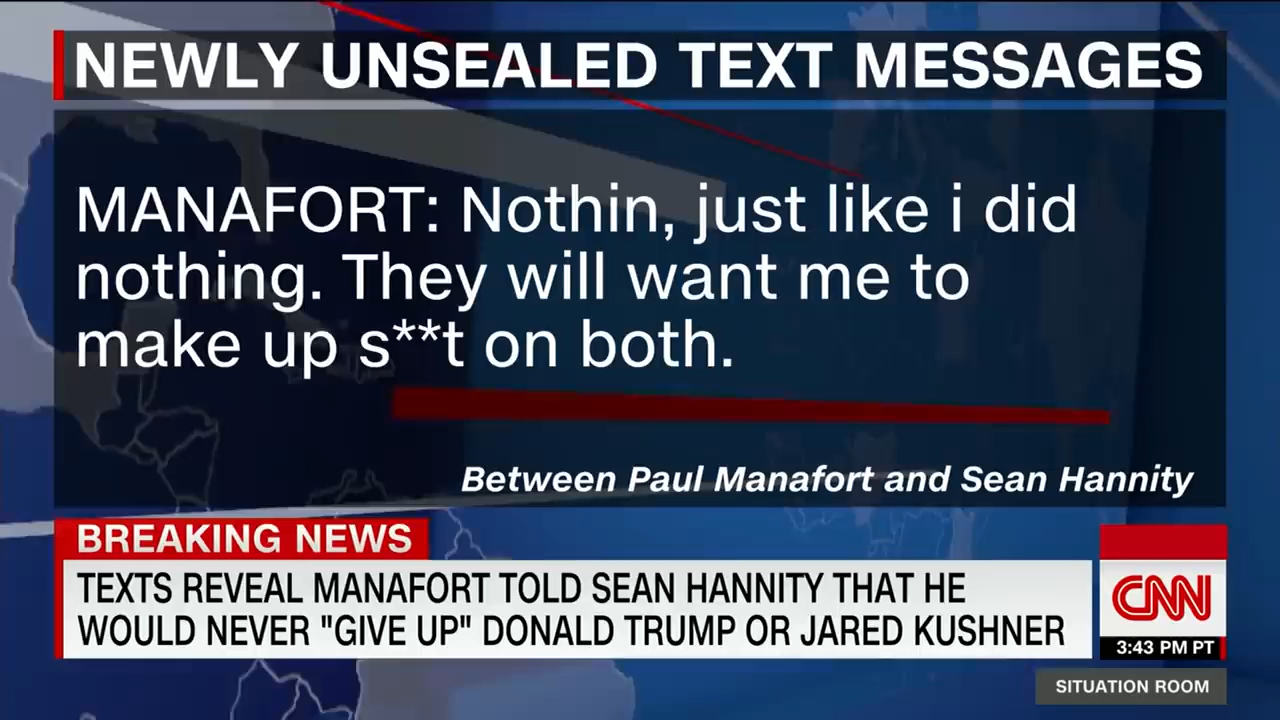 NEWLY UNSEALED TEXT MESSAGES
MANAFORT: Nothin, just like i did
nothing. They will want me to
make up s**t on both.
Between Paul Manafort and Sean Hannity
BREAKING NEWS
TEXTS REVEAL MANAFORT TOLD SEAN HANNITY THAT HE
WOULD NEVER "GIVE UP" DONALD TRUMP OR JARED KUSHNER
CNN
3:43 PM PT
SITUATION ROOM